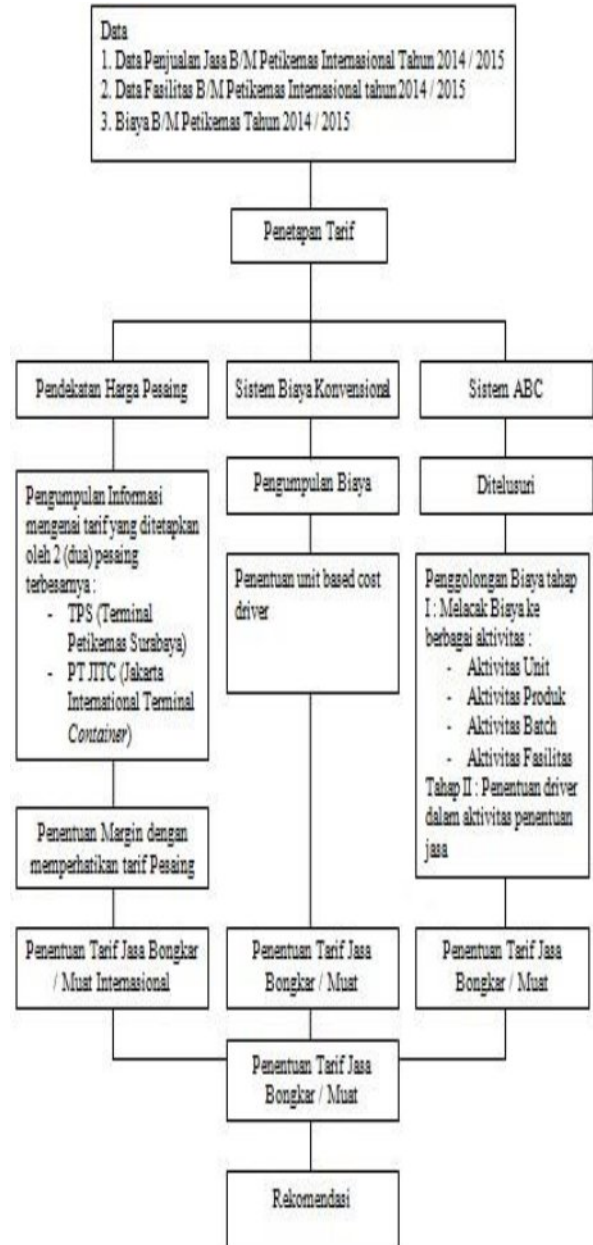 Data
1. Data Penjualan Jasa B/M Petikemas Internasional Tahun 2014 / 2015
2. Data Fasilitas B/M Petikemas Internasional tahun 2014 / 2015
3. Biaya B/M Petikemas Tahun 2014 / 2015
Penetapan Tarif
Pendekatan Harga Pesaing
Sistem Biaya Konvensional
Sistem ABC
Pengumpulan Informasi
mengenai tarif yang ditetapkan
oleh 2 (dua) pesaing
terbesarnya :
- TPS (Terminal
Petikemas Surabaya)
- PT JITC (Jakarta
International Terminal
Container)
Pengumpulan Biaya
Ditelusuri
Penentuan unit based cost
driver
Penggolongan Biaya tahap
I : Melacak Biaya ke
berbagai aktivitas :
- Aktivitas Unit
- Aktivitas Produk
- Aktivitas Batch
- Aktivitas Fasilitas
Tahap II : Penentuan driver
dalam aktivitas penentuan
jasa
Penentuan Margin dengan
memperhatikan tarif Pesaing
Penentuan Tarif Jasa Bongkar
/ Muat Internasional
Penentuan Tarif Jasa
Bongkar / Muat
Penentuan Tarif Jasa
Bongkar / Muat
Penentuan Tarif Jasa
Bongkar / Muat
Rekomendasi